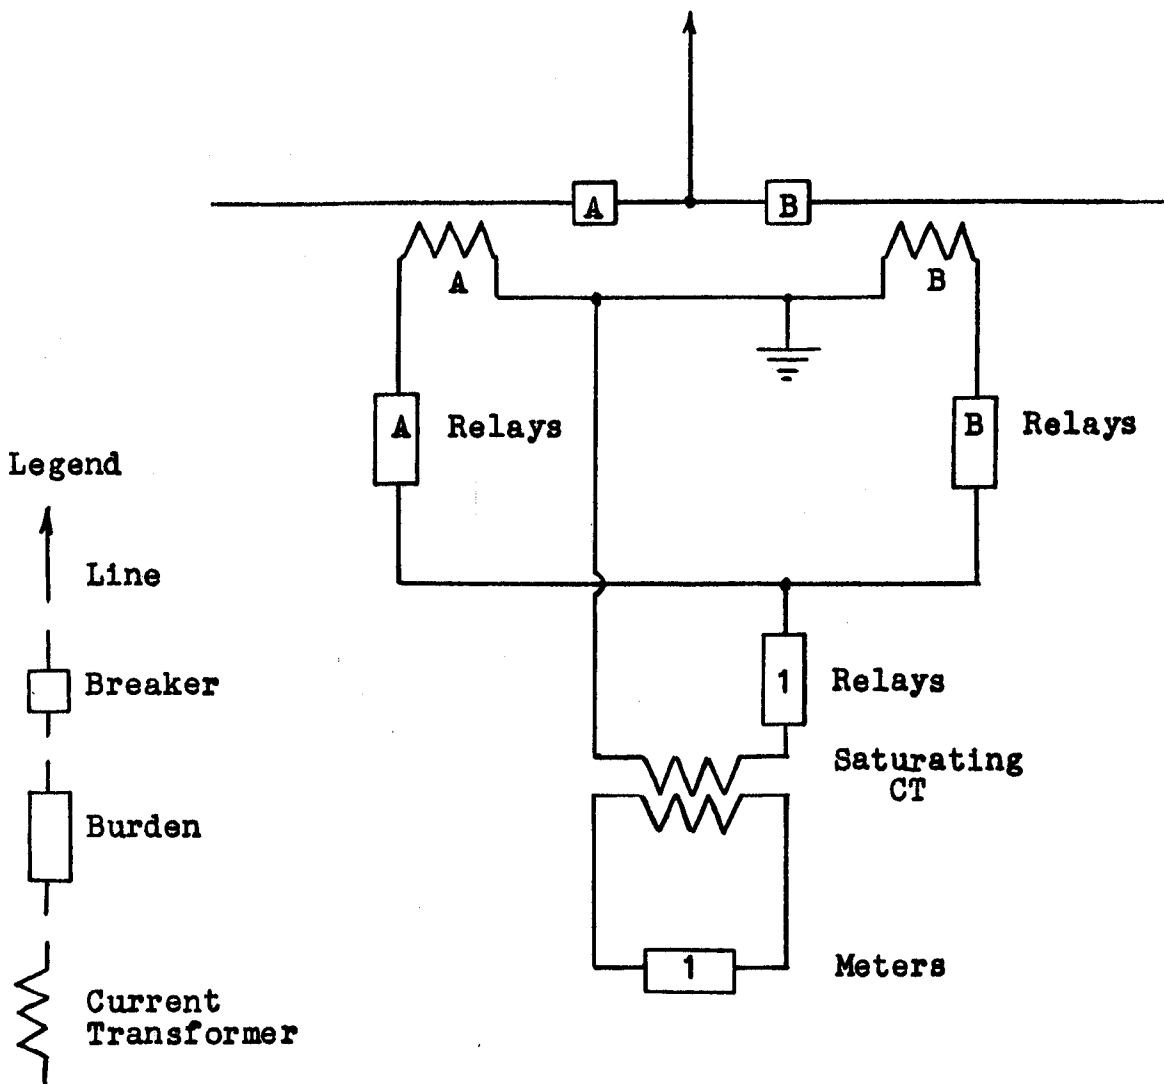 A
B
A
B
A
Relays
B
Relays
Legend
Line
1
Relays
Breaker
Saturating
CT
Burden
1
Meters
Current
Transformer